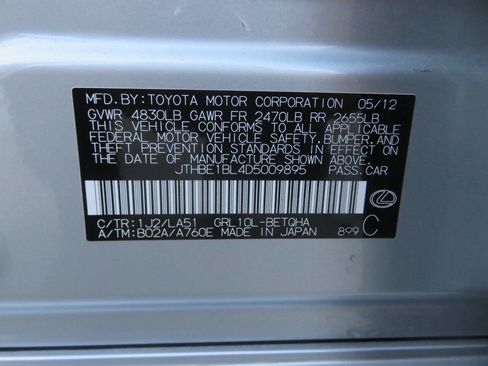 MFD.BY:TOYOTA MOTOR CORPORATION 05/12
GVWR 4830LB GAWR FR 2470LB RR 2655LB
THIS VEHICLE CONFORMS TO ALL APPLICABLE
FEDERAL MOTOR VEHICLE SAFETY,BUMPER,AND
THEFT PREVENTION STANDARDS IN EFFECT ON
THE DATE OF MANUFACTURE SHOWN ABOVE.
JTHBE1BL4D5009895 PASS.CAR
C/TR:1J2/LA51 GRL10L-BETQHA
A/TM:B02A/A760E MADE IN JAPAN 899 C